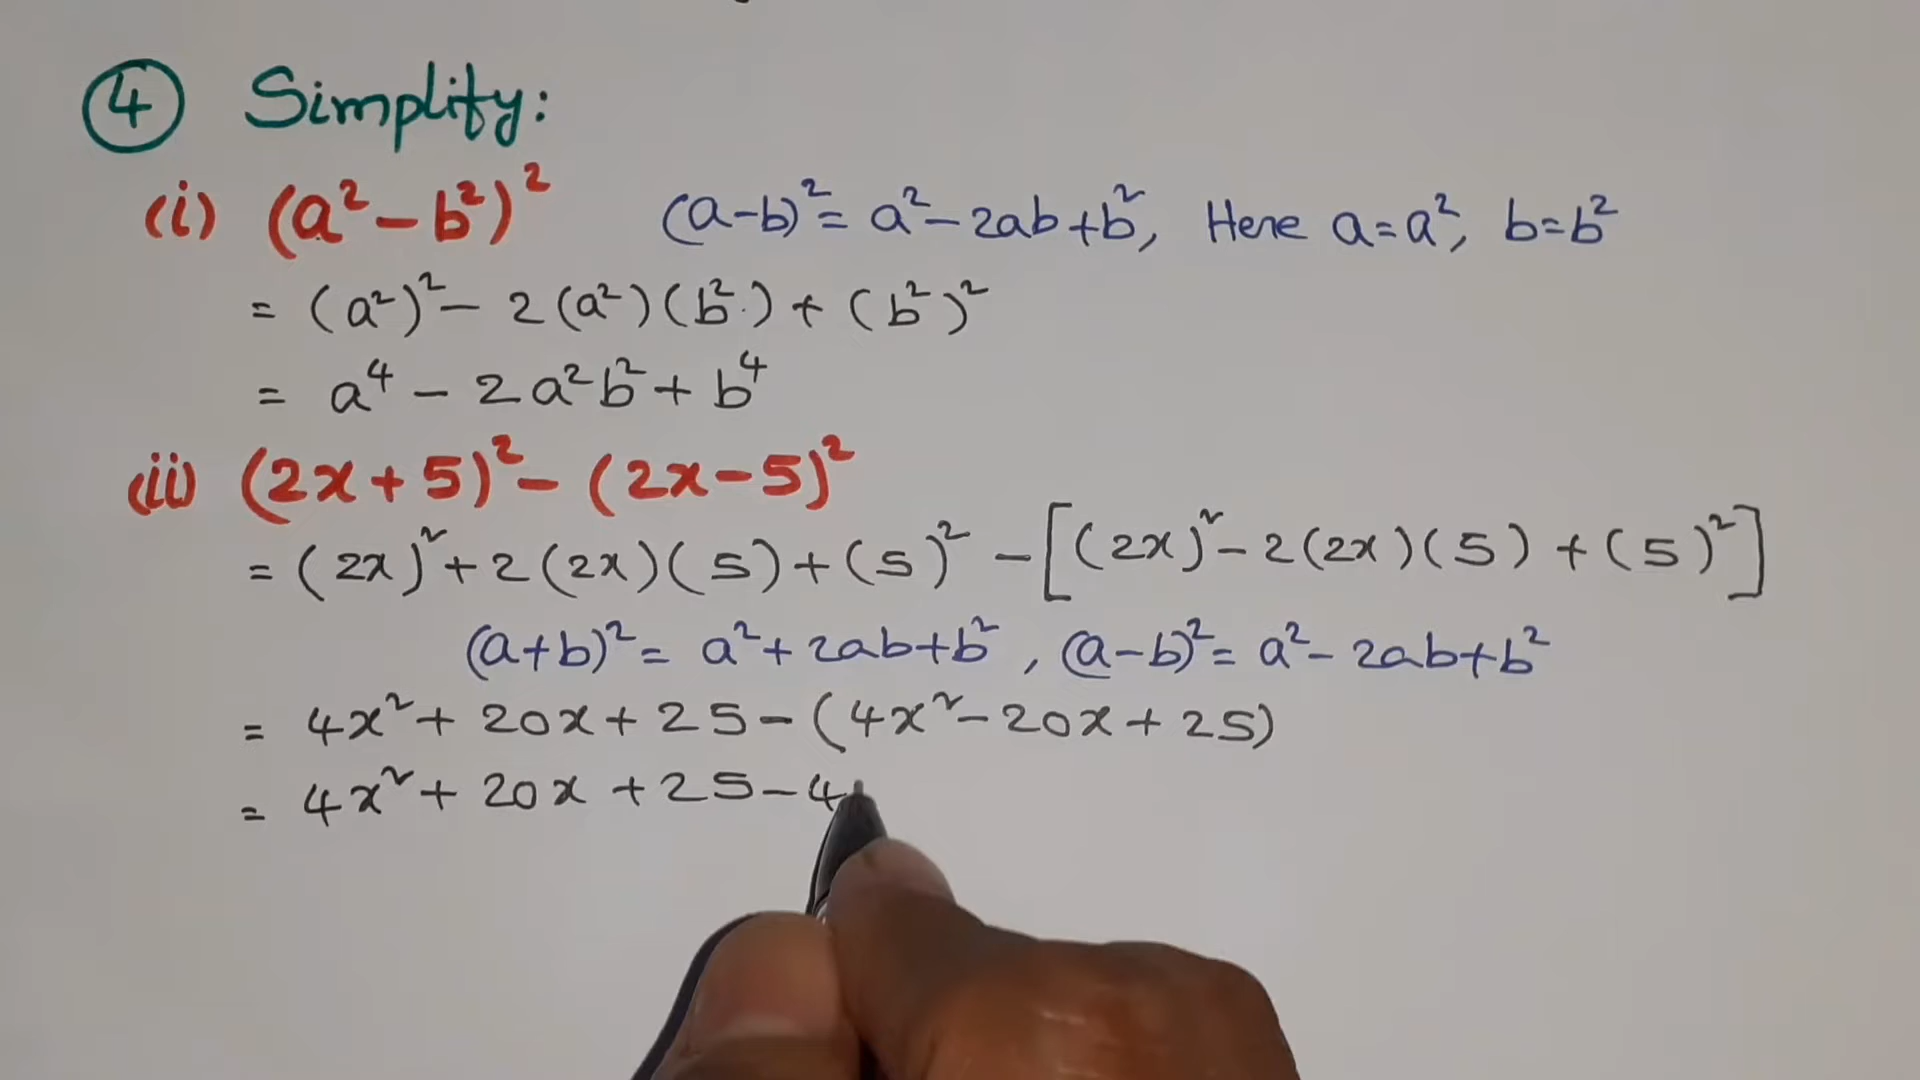 ④ Simplify:
(i) (a² - b²)² (a-b)² = a² - 2ab + b², Here a = a², b = b²
= (a²)² - 2(a²)(b².) + (b²)²
= a⁴ - 2a²b² + b⁴
(ii) (2x + 5)² - (2x - 5)²
= (2x)² + 2(2x)(5) + (5)² - [(2x)² - 2(2x)(5) + (5)²]
(a+b)² = a² + 2ab + b², (a-b)² = a² - 2ab + b²
= 4x² + 20x + 25 - (4x² - 20x + 25)
= 4x² + 20x + 25 - 4